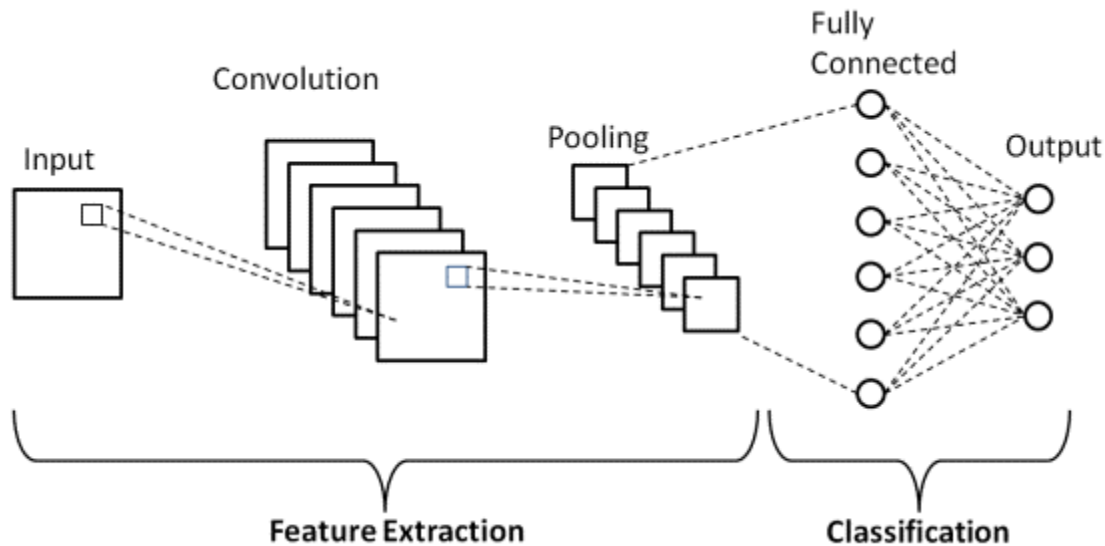 Input
Convolution
Pooling
Fully
Connected
Output
Feature Extraction
Classification